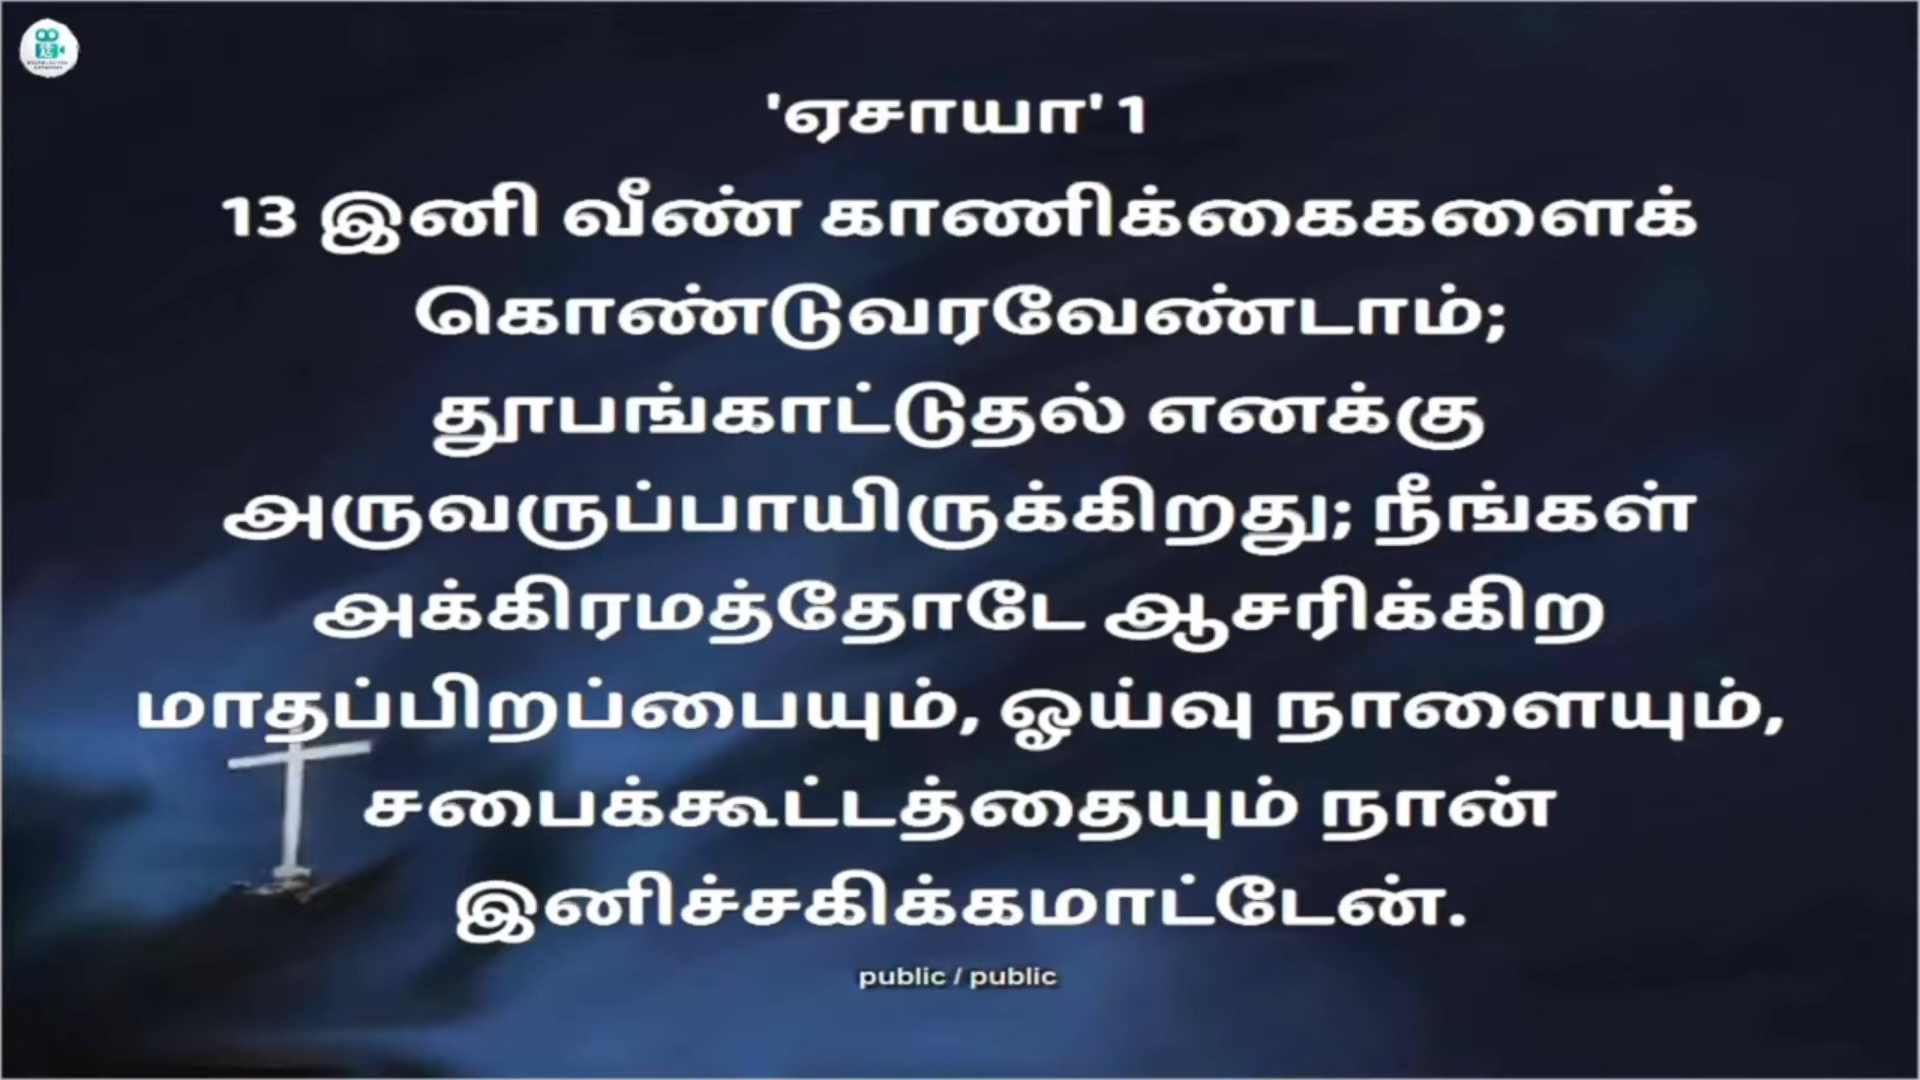 'ஏசாயா' 1
13 இனி வீண் காணிக்கைகளைக்
கொண்டுவரவேண்டாம்;
தூபங்காட்டுதல் எனக்கு
அருவருப்பாயிருக்கிறது; நீங்கள்
அக்கிரமத்தோடே ஆசரிக்கிற
மாதப்பிறப்பையும், ஓய்வு நாளையும்,
சபைக்கூட்டத்தையும் நான்
இனிச்சகிக்கமாட்டேன்.
public / public